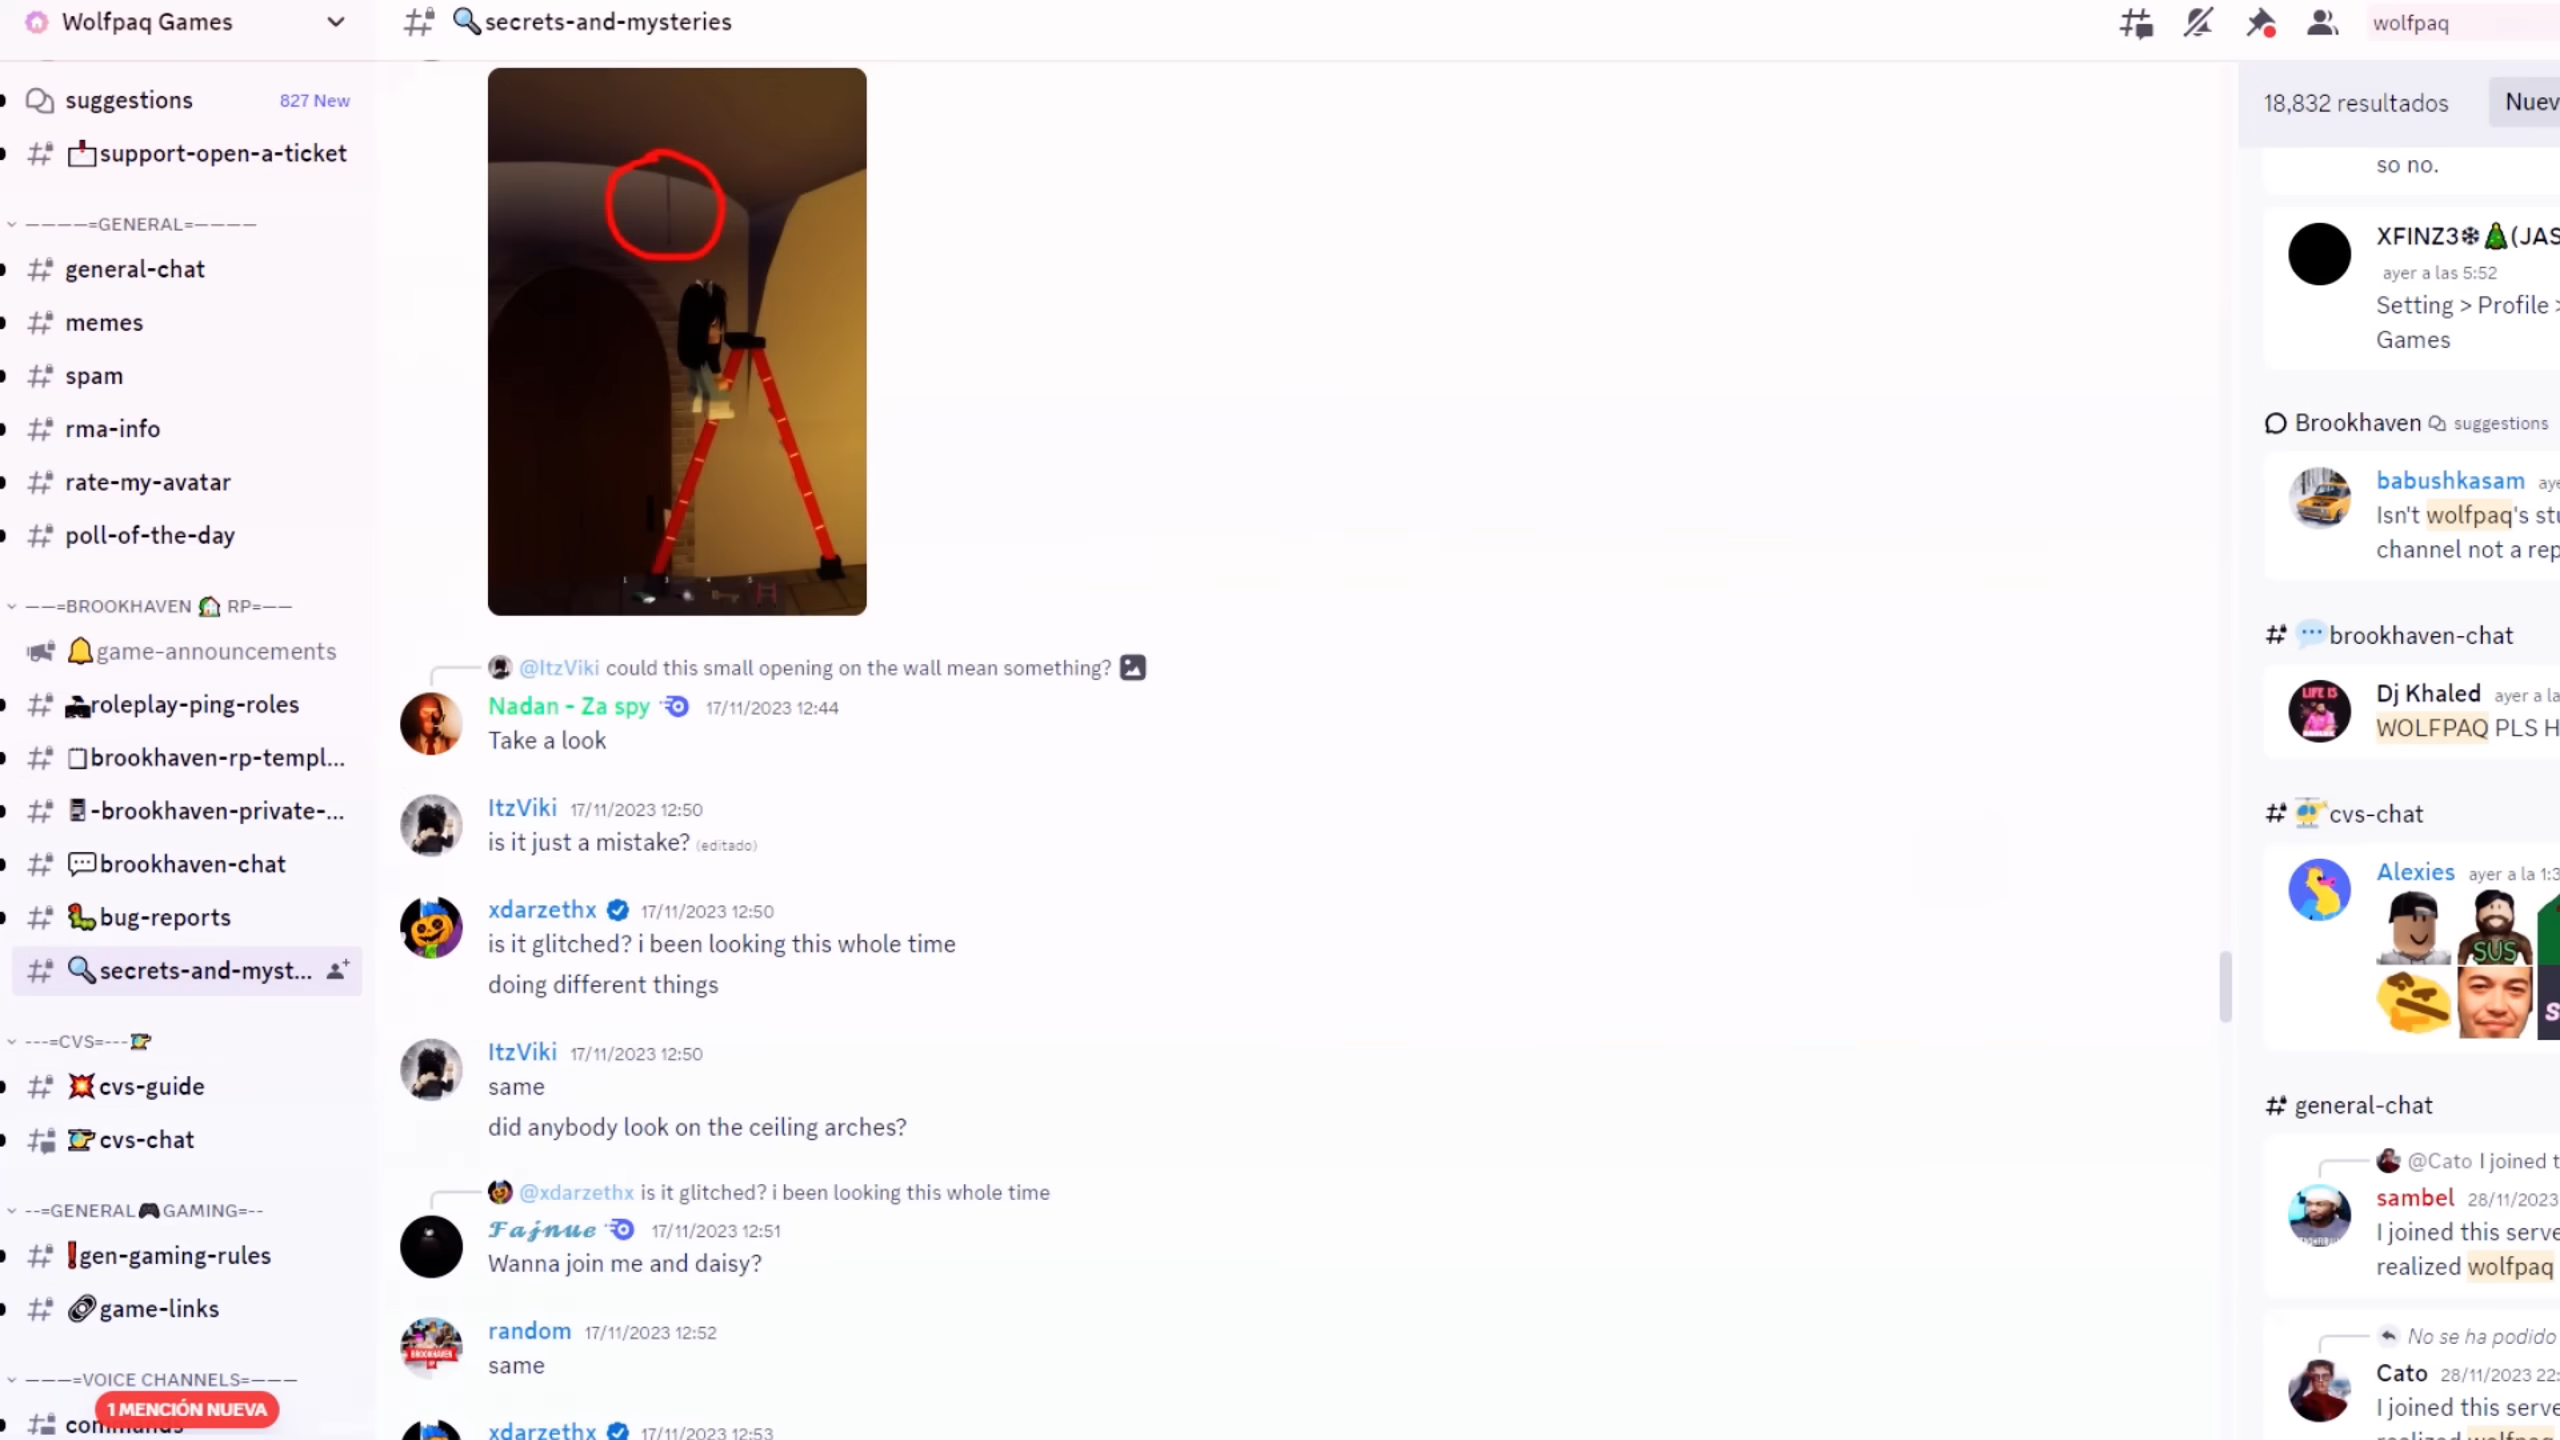 Wolfpaq Games
suggestions 827 New
support-open-a-ticket
————=GENERAL=————
general-chat
memes
spam
rma-info
rate-my-avatar
poll-of-the-day
——=BROOKHAVEN 🏡 RP=——
🔔game-announcements
roleplay-ping-roles
brookhaven-rp-templ...
-brookhaven-private-...
💬brookhaven-chat
🐛bug-reports
🔍secrets-and-myst...
---=CVS=---
💥cvs-guide
cvs-chat
--=GENERAL🎮GAMING=--
❗gen-gaming-rules
🔗game-links
———=VOICE CHANNELS=———
1 MENCIÓN NUEVA
🔍secrets-and-mysteries
@ItzViki could this small opening on the wall mean something?
Nadan - Za spy 17/11/2023 12:44
Take a look
ItzViki 17/11/2023 12:50
is it just a mistake? (editado)
xdarzethx 17/11/2023 12:50
is it glitched? i been looking this whole time
doing different things
ItzViki 17/11/2023 12:50
same
did anybody look on the ceiling arches?
@xdarzethx is it glitched? i been looking this whole time
𝓕𝓪𝓳𝓷𝓾𝓮 17/11/2023 12:51
Wanna join me and daisy?
random 17/11/2023 12:52
same
xdarzethx 17/11/2023 12:53
wolfpaq
18,832 resultados Nuev
so no.
XFINZ3❄🎄(JAS
ayer a las 5:52
Setting > Profile >
Games
Brookhaven suggestions
babushkasam aye
Isn't wolfpaq's stu
channel not a rep
💬brookhaven-chat
LIFE IS
Dj Khaled ayer a la
WOLFPAQ PLS H
🚁cvs-chat
Alexies ayer a la 1:3
SUS
general-chat
@Cato I joined t
sambel 28/11/2023
I joined this serve
realized wolfpaq
No se ha podido
Cato 28/11/2023 22:
I joined this serve